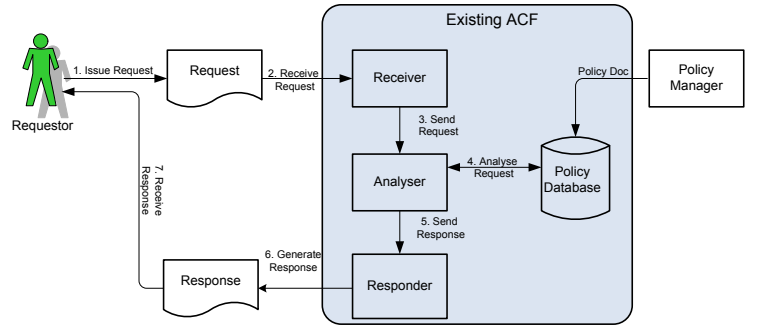 Existing ACF
1. Issue Request
Request
2. Receive
Request
Receiver
Policy Doc
Policy
Manager
Requestor
3. Send
Request
Analyser
4. Analyse
Request
Policy
Database
7. Receive
Response
5. Send
Response
6. Generate
Response
Response
Responder